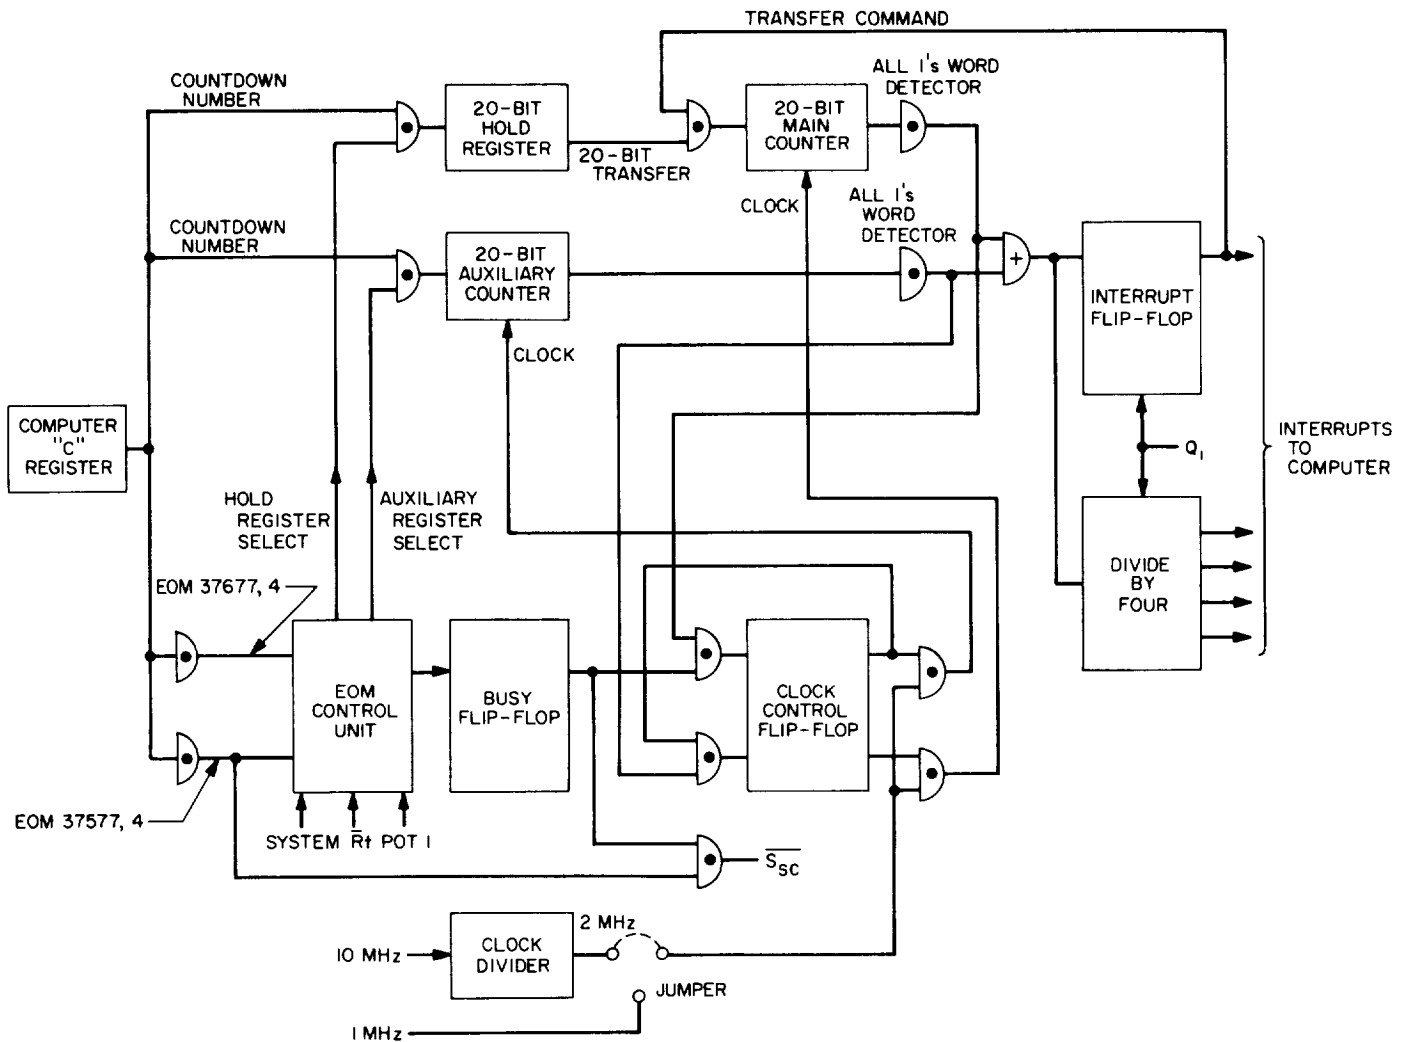 TRANSFER COMMAND
COUNTDOWN
NUMBER
20-BIT
HOLD
REGISTER
20-BIT
TRANSFER
20-BIT
MAIN
COUNTER
ALL 1's WORD
DETECTOR
CLOCK
COUNTDOWN
NUMBER
20-BIT
AUXILIARY
COUNTER
CLOCK
ALL 1's
WORD
DETECTOR
+
INTERRUPT
FLIP-FLOP
COMPUTER
"C"
REGISTER
HOLD
REGISTER
SELECT
AUXILIARY
REGISTER
SELECT
Q1
INTERRUPTS
TO
COMPUTER
DIVIDE
BY
FOUR
EOM 37677, 4
EOM
CONTROL
UNIT
BUSY
FLIP-FLOP
CLOCK
CONTROL
FLIP-FLOP
EOM 37577, 4
SYSTEM R̅t POT 1
S̅S̅C̅
10 MHz
CLOCK
DIVIDER
2 MHz
JUMPER
1 MHz